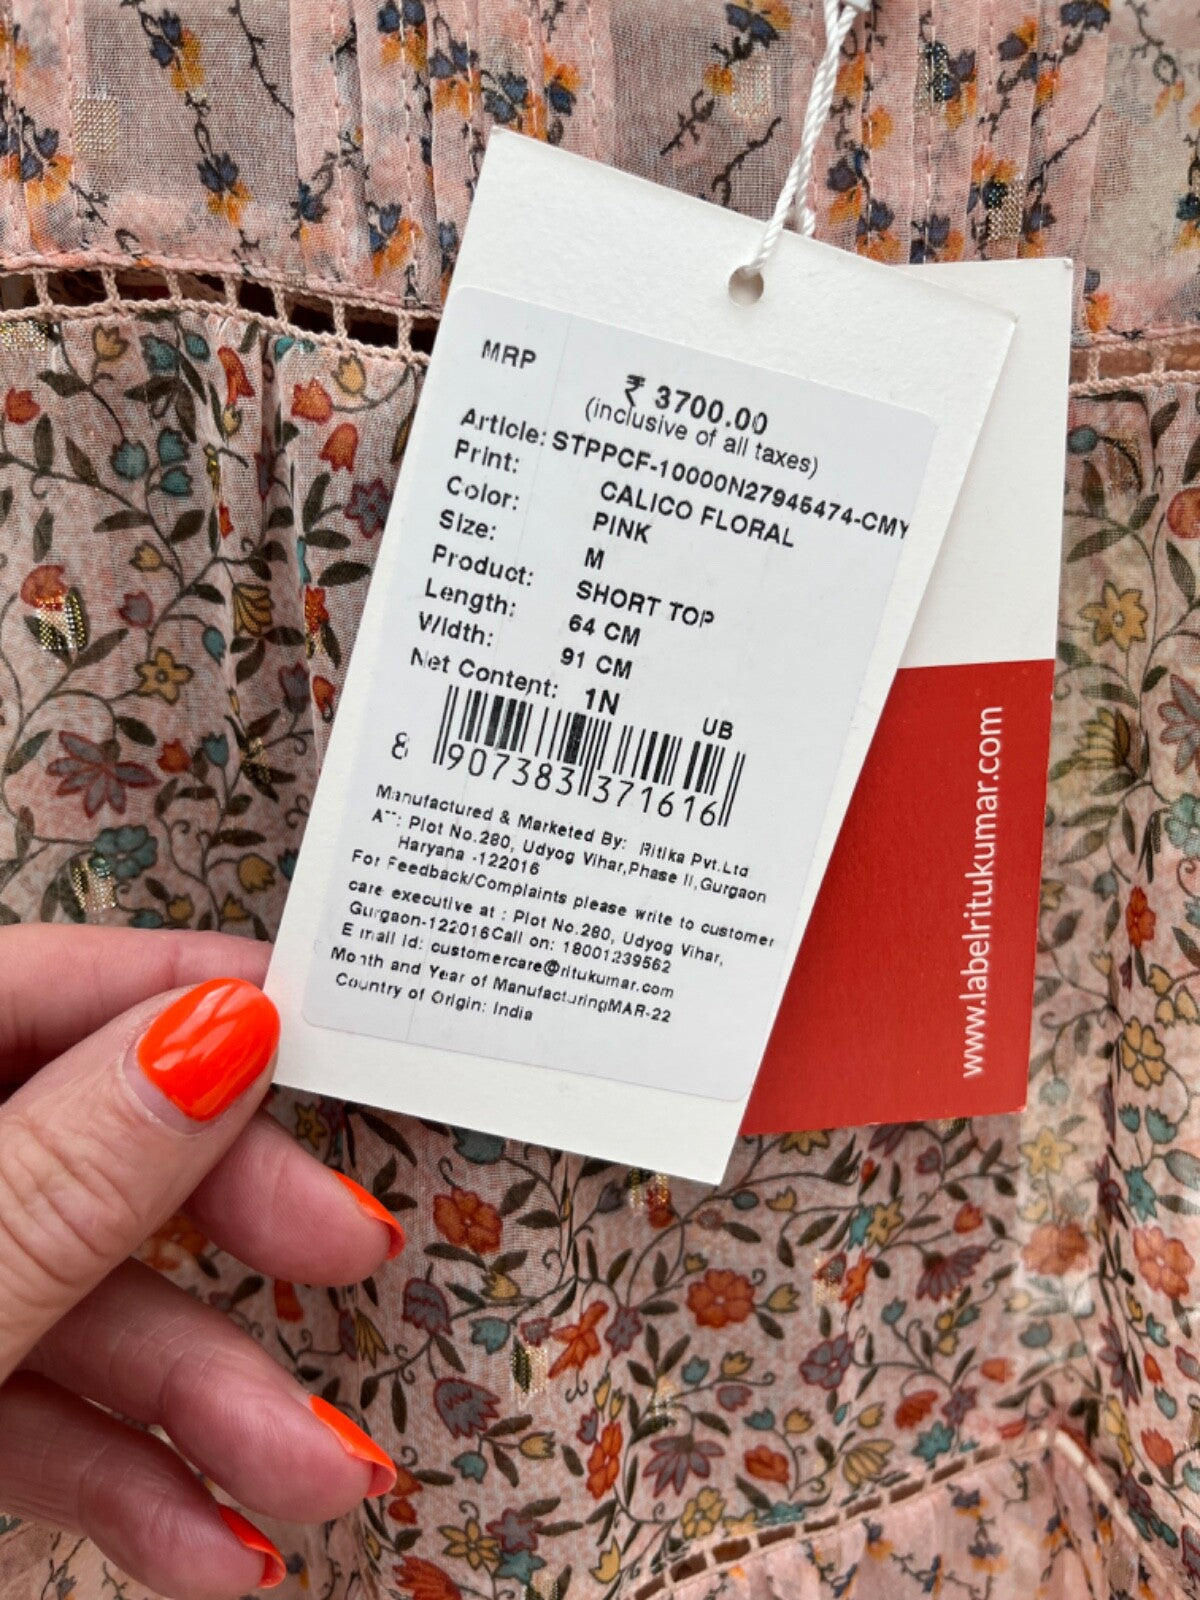 MRP
₹ 3700.00
(inclusive of all taxes)
Article: STPPCF-10000N27945474-CMY
Print: CALICO FLORAL
Color: PINK
Size: M
Product: SHORT TOP
Length: 64 CM
Width: 91 CM
Net Content: 1N
UB
8 907383 371616
Manufactured & Marketed By: Ritika Pvt.Ltd
AT: Plot No.280, Udyog Vihar,Phase II,Gurgaon
Haryana -122016
For Feedback/Complaints please write to customer
care executive at : Plot No.280, Udyog Vihar,
Gurgaon-122016Call on: 18001239562
E mail id: customercare@ritukumar.com
Month and Year of ManufacturingMAR-22
Country of Origin: India
www.labelritukumar.com